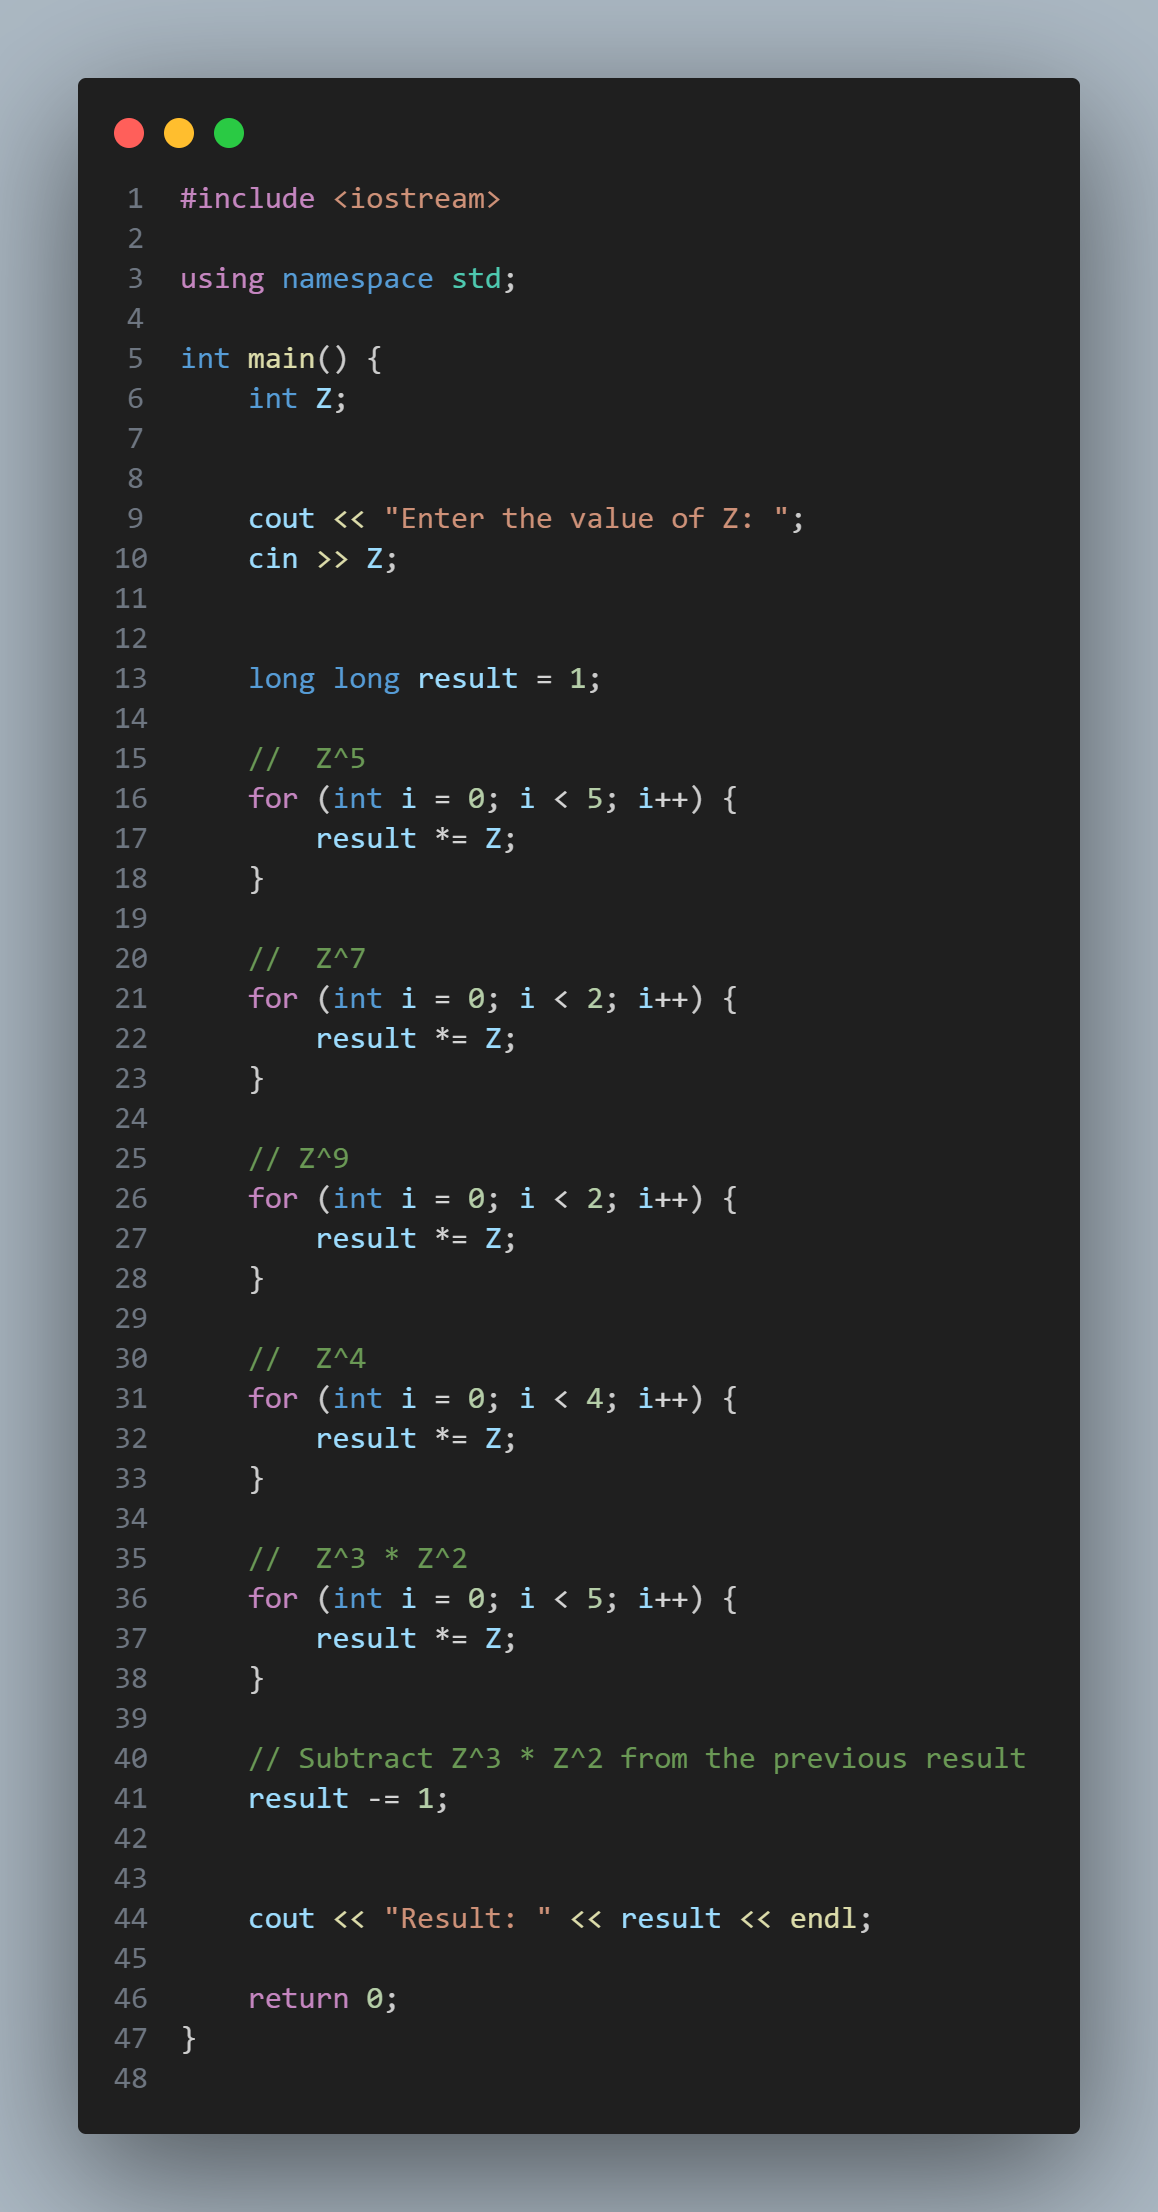 1 #include <iostream>
2
3 using namespace std;
4
5 int main() {
6     int Z;
7
8
9     cout << "Enter the value of Z: ";
10     cin >> Z;
11
12
13     long long result = 1;
14
15     //  Z^5
16     for (int i = 0; i < 5; i++) {
17         result *= Z;
18     }
19
20     //  Z^7
21     for (int i = 0; i < 2; i++) {
22         result *= Z;
23     }
24
25     // Z^9
26     for (int i = 0; i < 2; i++) {
27         result *= Z;
28     }
29
30     //  Z^4
31     for (int i = 0; i < 4; i++) {
32         result *= Z;
33     }
34
35     //  Z^3 * Z^2
36     for (int i = 0; i < 5; i++) {
37         result *= Z;
38     }
39
40     // Subtract Z^3 * Z^2 from the previous result
41     result -= 1;
42
43
44     cout << "Result: " << result << endl;
45
46     return 0;
47 }
48